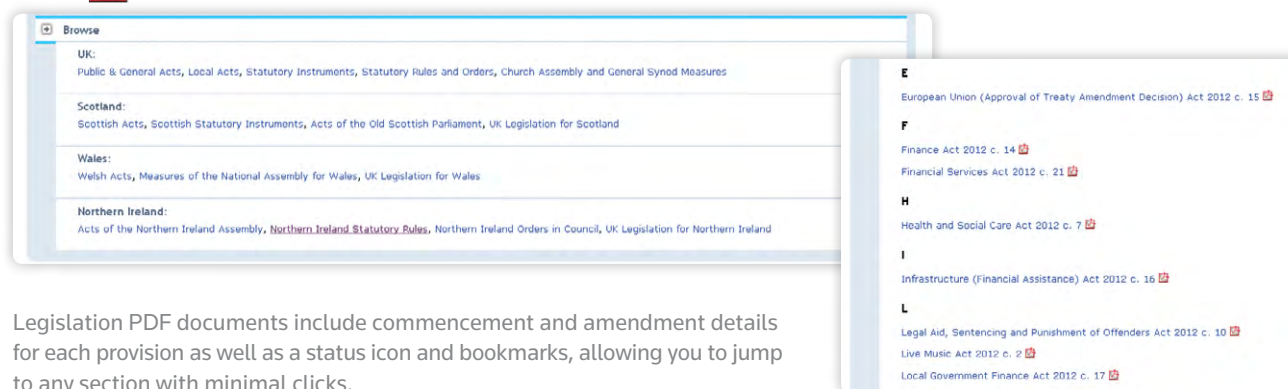 Browse
UK:
Public & General Acts, Local Acts, Statutory Instruments, Statutory Rules and Orders, Church Assembly and General Synod Measures
Scotland:
Scottish Acts, Scottish Statutory Instruments, Acts of the Old Scottish Parliament, UK Legislation for Scotland
Wales:
Welsh Acts, Measures of the National Assembly for Wales, UK Legislation for Wales
Northern Ireland:
Acts of the Northern Ireland Assembly, Northern Ireland Statutory Rules, Northern Ireland Orders in Council, UK Legislation for Northern Ireland
E
European Union (Approval of Treaty Amendment Decision) Act 2012 c. 15
F
Finance Act 2012 c. 14
Financial Services Act 2012 c. 21
H
Health and Social Care Act 2012 c. 7
I
Infrastructure (Financial Assistance) Act 2012 c. 16
L
Legal Aid, Sentencing and Punishment of Offenders Act 2012 c. 10
Live Music Act 2012 c. 2
Local Government Finance Act 2012 c. 17
Legislation PDF documents include commencement and amendment details
for each provision as well as a status icon and bookmarks, allowing you to jump
to any section with minimal clicks.